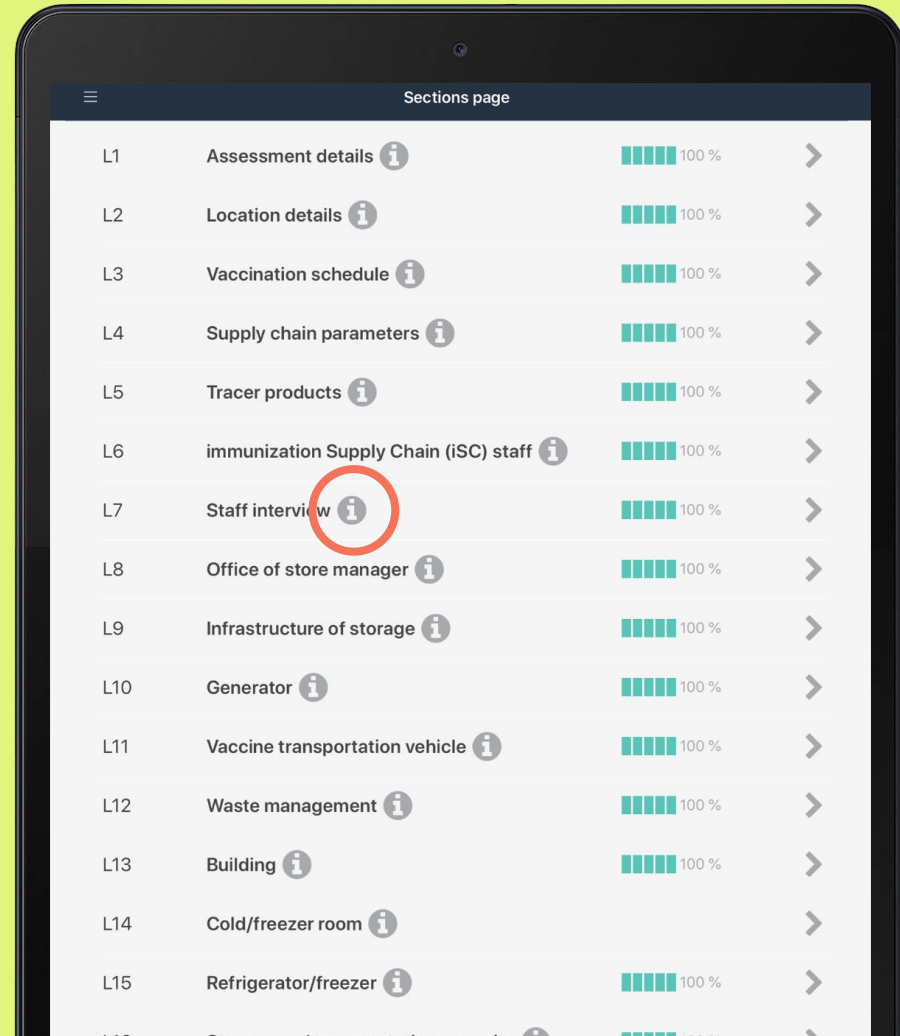 Sections page
L1 Assessment details 100 %
L2 Location details 100 %
L3 Vaccination schedule 100 %
L4 Supply chain parameters 100 %
L5 Tracer products 100 %
L6 immunization Supply Chain (iSC) staff 100 %
L7 Staff interview 100 %
L8 Office of store manager 100 %
L9 Infrastructure of storage 100 %
L10 Generator 100 %
L11 Vaccine transportation vehicle 100 %
L12 Waste management 100 %
L13 Building 100 %
L14 Cold/freezer room
L15 Refrigerator/freezer 100 %